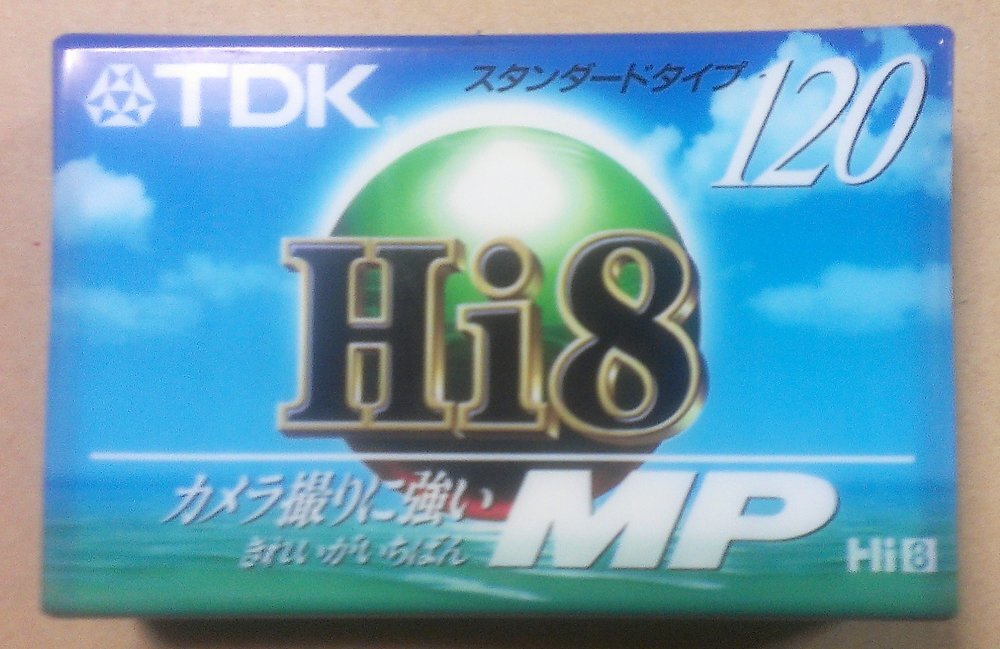 TDK
スタンダードタイプ 120
Hi8
カメラ撮りに強い
きれいがいちばん
MP
Hi8